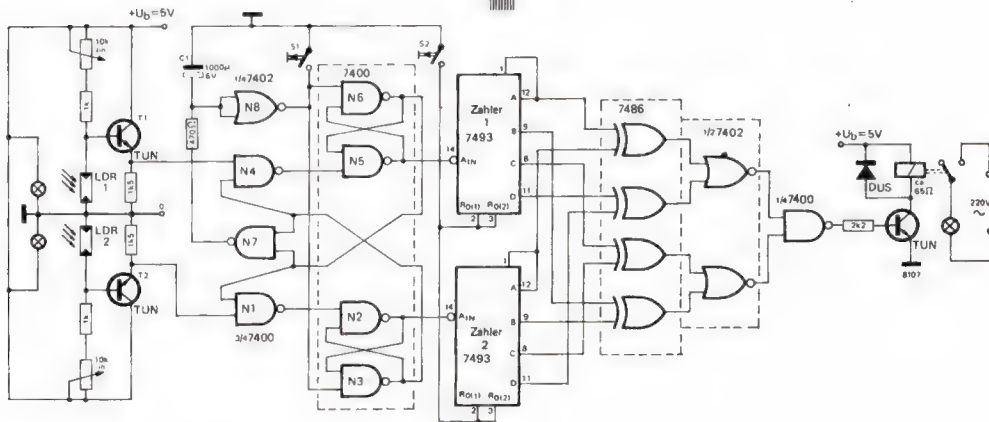 +Ub=5V
10k
1k
T1
TUN
LDR
1
1k5
0
LDR
2
1k5
T2
TUN
1k
10k
C1
1000µ
6V
470Ω
1/4 7402
N8
N4
N7
N1
3/4 7400
S1
7400
N6
N5
N2
N3
S2
Zahler
1
7493
14
AIN
1
12
A
9
B
8
C
11
D
R0(1) R0(2)
2 3
Zahler
2
7493
14
AIN
1
12
A
9
B
8
C
11
D
R0(1) R0(2)
2 3
7486
1/2 7402
1/4 7400
2k2
+Ub=5V
DUS
ca
65Ω
TUN
8107
220V
~